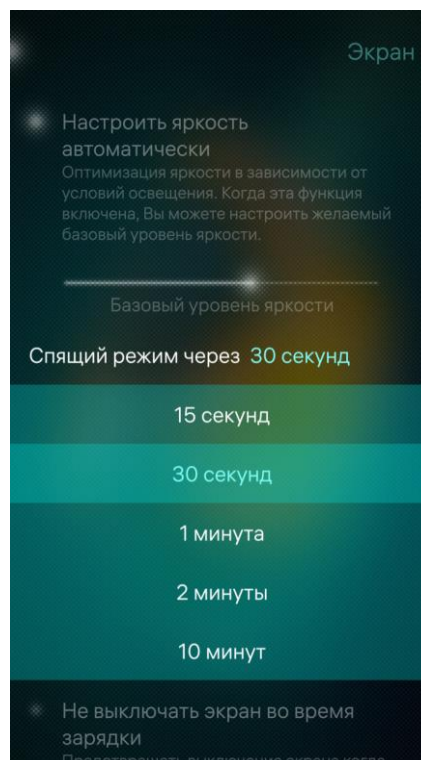 Экран
Настроить яркость
автоматически
Оптимизация яркости в зависимости от
условий освещения. Когда эта функция
включена, Вы можете настроить желаемый
базовый уровень яркости.
Базовый уровень яркости
Спящий режим через 30 секунд
15 секунд
30 секунд
1 минута
2 минуты
10 минут
Не выключать экран во время
зарядки